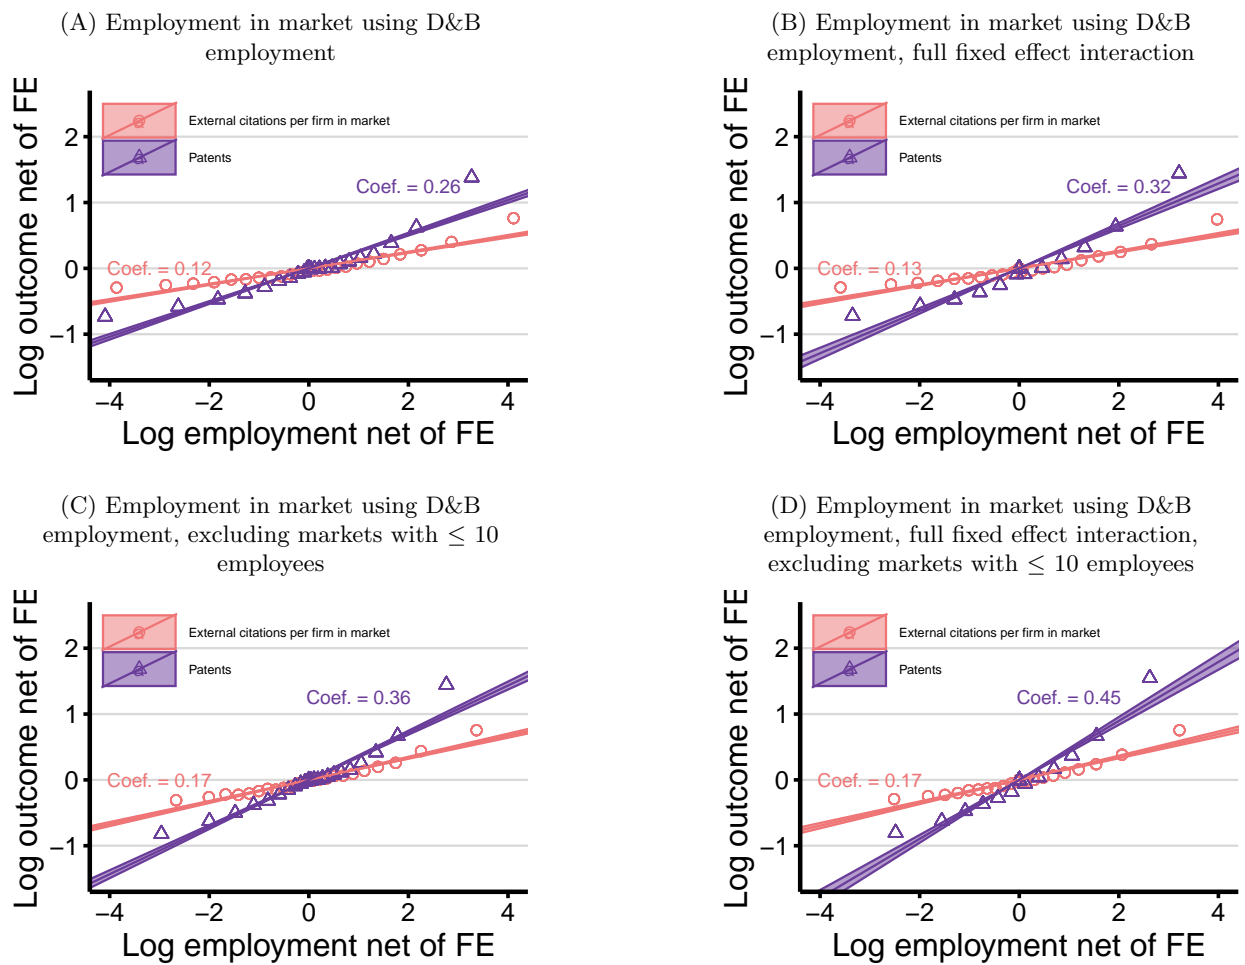 (A) Employment in market using D&B
employment
Log outcome net of FE
2
1
0
−1
External citations per firm in market
Patents
Coef. = 0.26
Coef. = 0.12
−4 −2 0 2 4
Log employment net of FE
(B) Employment in market using D&B
employment, full fixed effect interaction
Log outcome net of FE
2
1
0
−1
External citations per firm in market
Patents
Coef. = 0.32
Coef. = 0.13
−4 −2 0 2 4
Log employment net of FE
(C) Employment in market using D&B
employment, excluding markets with ≤ 10
employees
Log outcome net of FE
2
1
0
−1
External citations per firm in market
Patents
Coef. = 0.36
Coef. = 0.17
−4 −2 0 2 4
Log employment net of FE
(D) Employment in market using D&B
employment, full fixed effect interaction,
excluding markets with ≤ 10 employees
Log outcome net of FE
2
1
0
−1
External citations per firm in market
Patents
Coef. = 0.45
Coef. = 0.17
−4 −2 0 2 4
Log employment net of FE